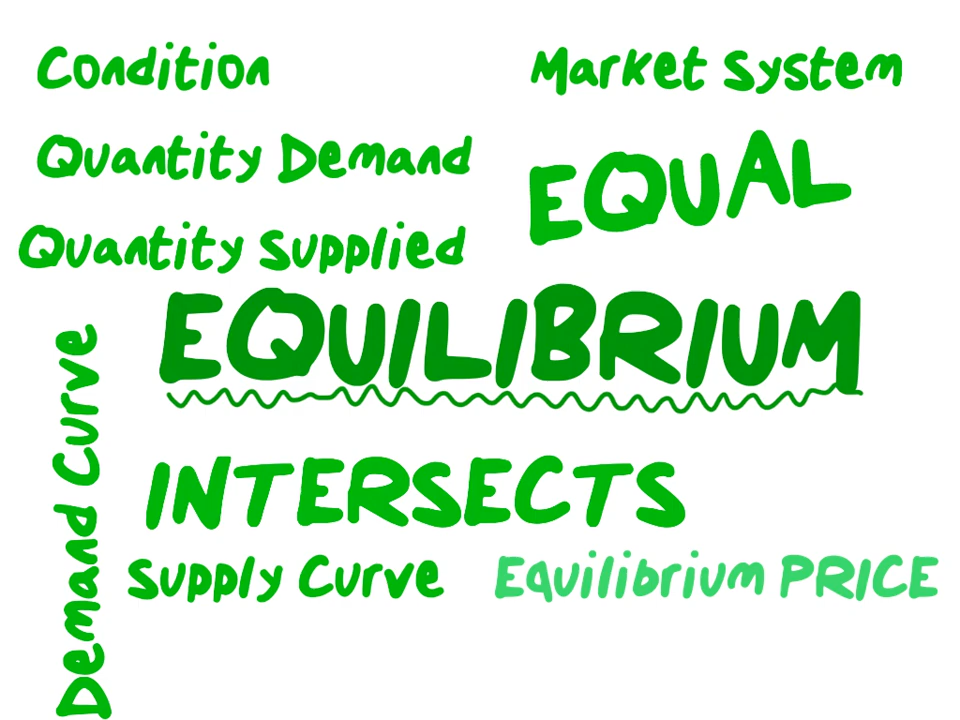 Condition
Market System
Quantity Demand
EQUAL
Quantity Supplied
EQUILIBRIUM
Demand Curve
INTERSECTS
Supply Curve
Equilibrium PRICE